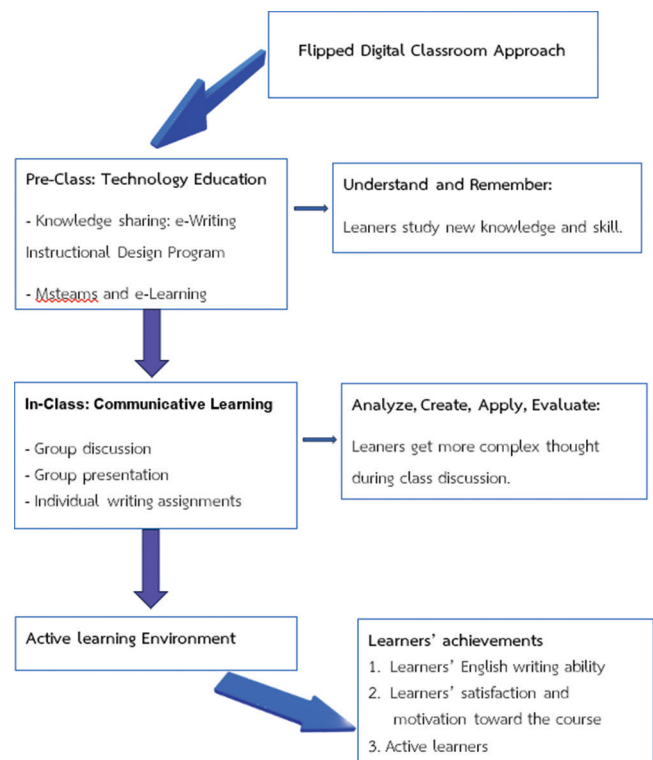 Flipped Digital Classroom Approach
Pre-Class: Technology Education
- Knowledge sharing: e-Writing
Instructional Design Program
- Msteams and e-Learning
Understand and Remember:
Leaners study new knowledge and skill.
In-Class: Communicative Learning
- Group discussion
- Group presentation
- Individual writing assignments
Analyze, Create, Apply, Evaluate:
Leaners get more complex thought
during class discussion.
Active learning Environment
Learners' achievements
1. Learners' English writing ability
2. Learners' satisfaction and
motivation toward the course
3. Active learners